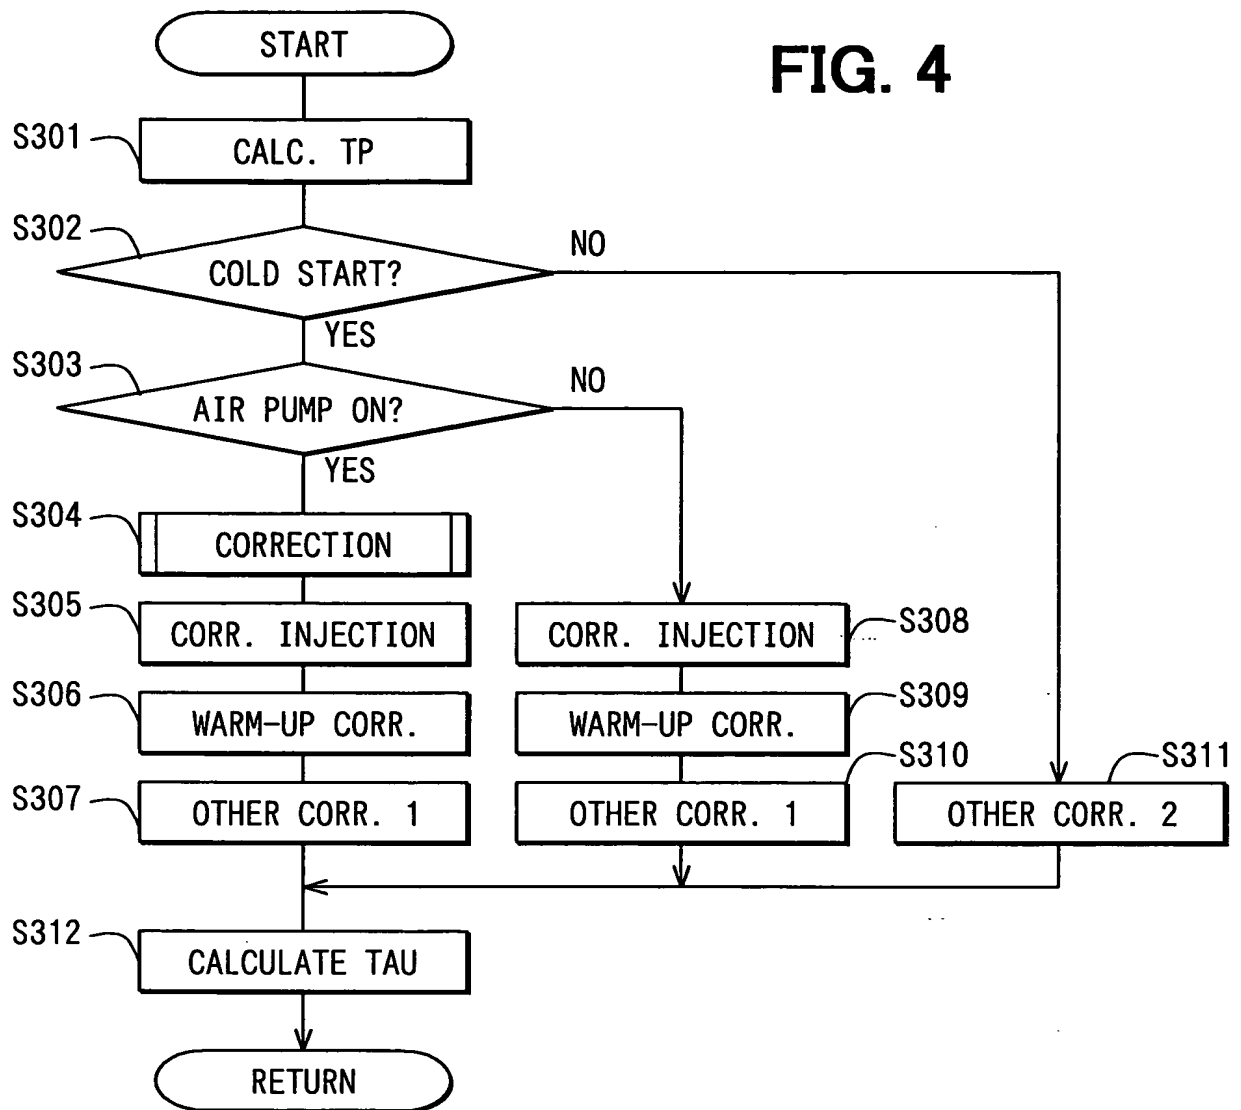 START
FIG. 4
S301
CALC. TP
S302
COLD START?
NO
YES
S303
AIR PUMP ON?
NO
YES
S304
CORRECTION
S305
CORR. INJECTION
CORR. INJECTION
S308
S306
WARM-UP CORR.
WARM-UP CORR.
S309
S310
S311
S307
OTHER CORR. 1
OTHER CORR. 1
OTHER CORR. 2
S312
CALCULATE TAU
RETURN